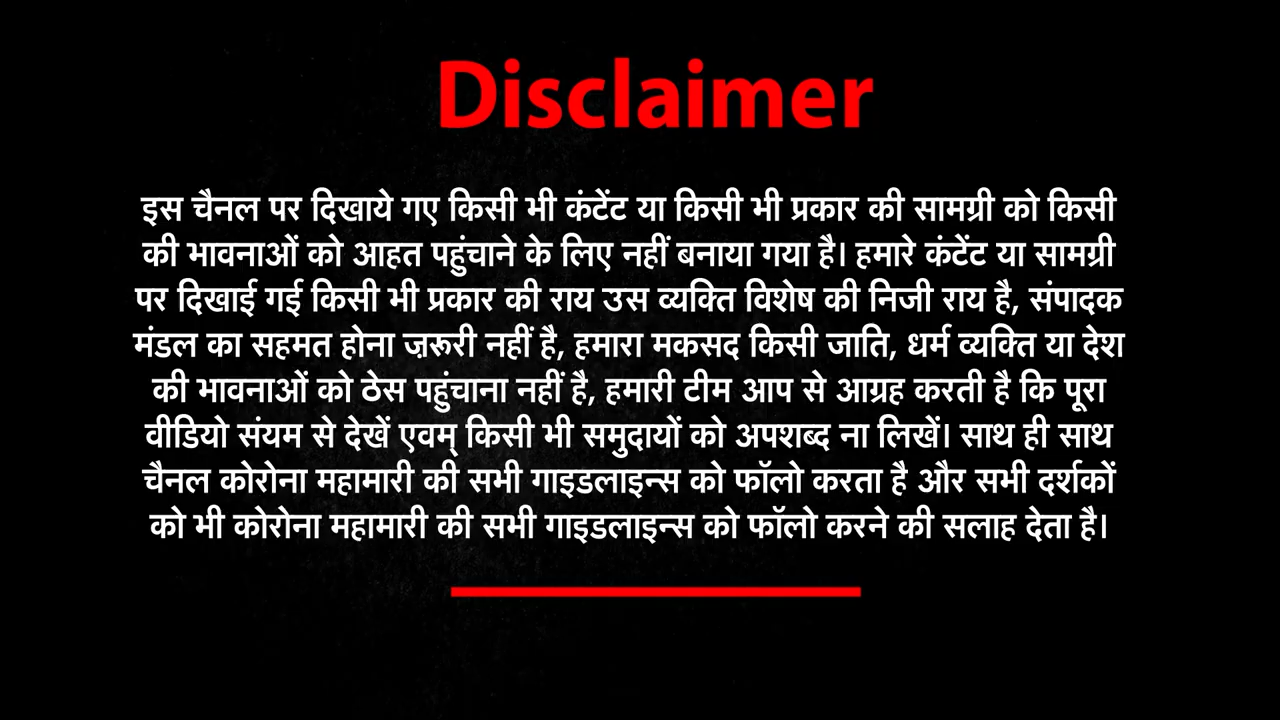 Disclaimer
इस चैनल पर दिखाये गए किसी भी कंटेंट या किसी भी प्रकार की सामग्री को किसी
की भावनाओं को आहत पहुंचाने के लिए नहीं बनाया गया है। हमारे कंटेंट या सामग्री
पर दिखाई गई किसी भी प्रकार की राय उस व्यक्ति विशेष की निजी राय है, संपादक
मंडल का सहमत होना ज़रूरी नहीं है, हमारा मकसद किसी जाति, धर्म व्यक्ति या देश
की भावनाओं को ठेस पहुंचाना नहीं है, हमारी टीम आप से आग्रह करती है कि पूरा
वीडियो संयम से देखें एवम् किसी भी समुदायों को अपशब्द ना लिखें। साथ ही साथ
चैनल कोरोना महामारी की सभी गाइडलाइन्स को फॉलो करता है और सभी दर्शकों
को भी कोरोना महामारी की सभी गाइडलाइन्स को फॉलो करने की सलाह देता है।